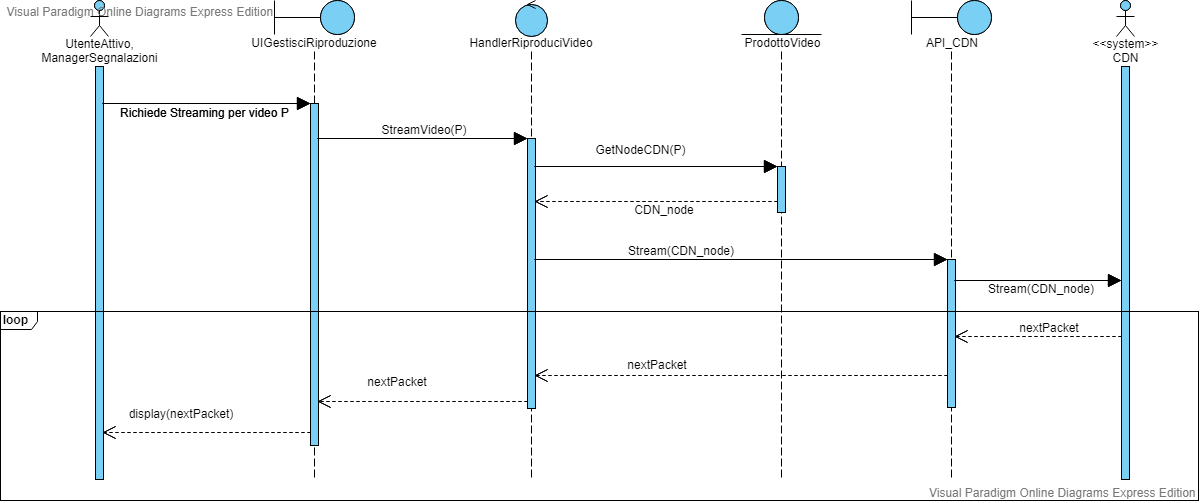 Visual Paradigm Online Diagrams Express Edition
UtenteAttivo,
ManagerSegnalazioni
UIGestisciRiproduzione
HandlerRiproduciVideo
ProdottoVideo
API_CDN
<<system>>
CDN
Richiede Streaming per video P
StreamVideo(P)
GetNodeCDN(P)
CDN_node
Stream(CDN_node)
Stream(CDN_node)
loop
nextPacket
nextPacket
nextPacket
display(nextPacket)
Visual Paradigm Online Diagrams Express Edition